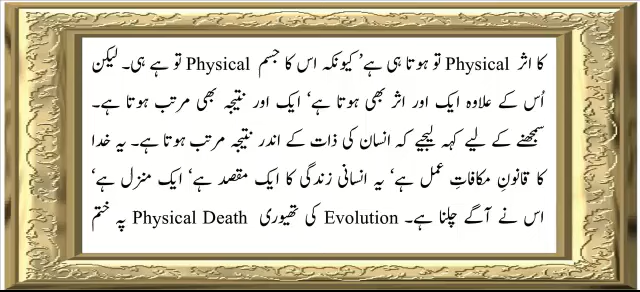 کا اثر Physical تو ہوتا ہی ہے‘ کیونکہ اس کا جسم Physical تو ہے ہی۔ لیکن
اُس کے علاوہ ایک اور اثر بھی ہوتا ہے‘ ایک اور نتیجہ بھی مرتب ہوتا ہے۔
سمجھنے کے لیے کہہ لیجیے کہ انسان کی ذات کے اندر نتیجہ مرتب ہوتا ہے۔ یہ خدا
کا قانونِ مکافاتِ عمل ہے‘ یہ انسانی زندگی کا ایک مقصد ہے‘ ایک منزل ہے‘
اس نے آگے چلنا ہے۔ Evolution کی تھیوری Physical Death پہ ختم